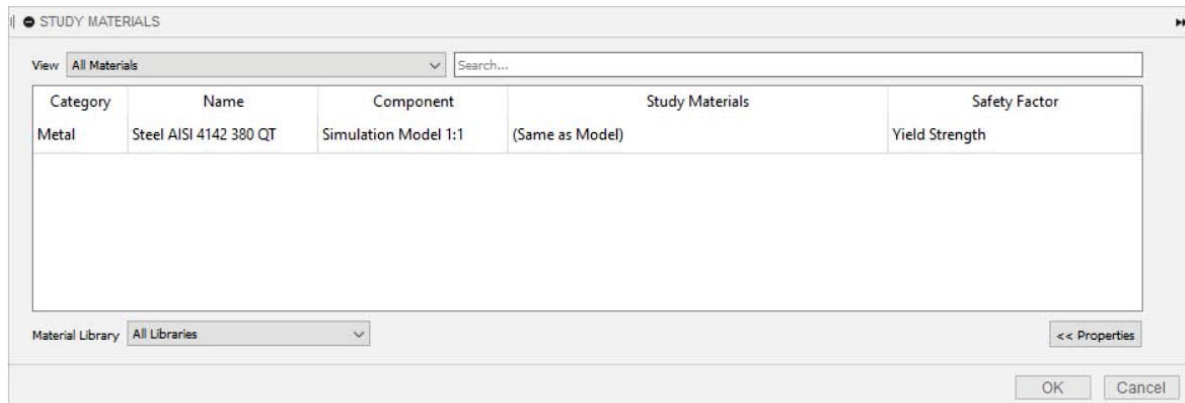 STUDY MATERIALS
View All Materials Search...
Category Name Component Study Materials Safety Factor
Metal Steel AISI 4142 380 QT Simulation Model 1:1 (Same as Model) Yield Strength
Material Library All Libraries << Properties
OK Cancel